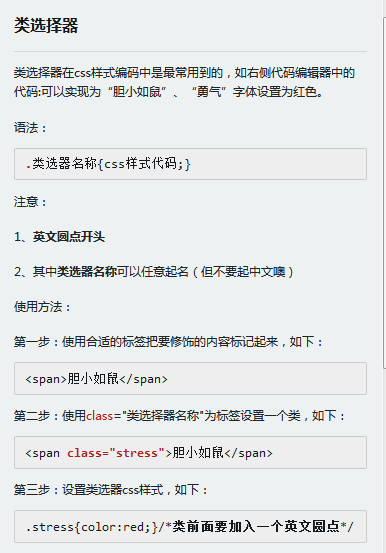 类选择器
类选择器在css样式编码中是最常用到的，如右侧代码编辑器中的
代码:可以实现为“胆小如鼠”、“勇气”字体设置为红色。
语法：
.类选器名称{css样式代码;}
注意：
1、英文圆点开头
2、其中类选器名称可以任意起名（但不要起中文噢）
使用方法：
第一步：使用合适的标签把要修饰的内容标记起来，如下：
<span>胆小如鼠</span>
第二步：使用class="类选择器名称"为标签设置一个类，如下：
<span class="stress">胆小如鼠</span>
第三步：设置类选器css样式，如下：
.stress{color:red;}/*类前面要加入一个英文圆点*/